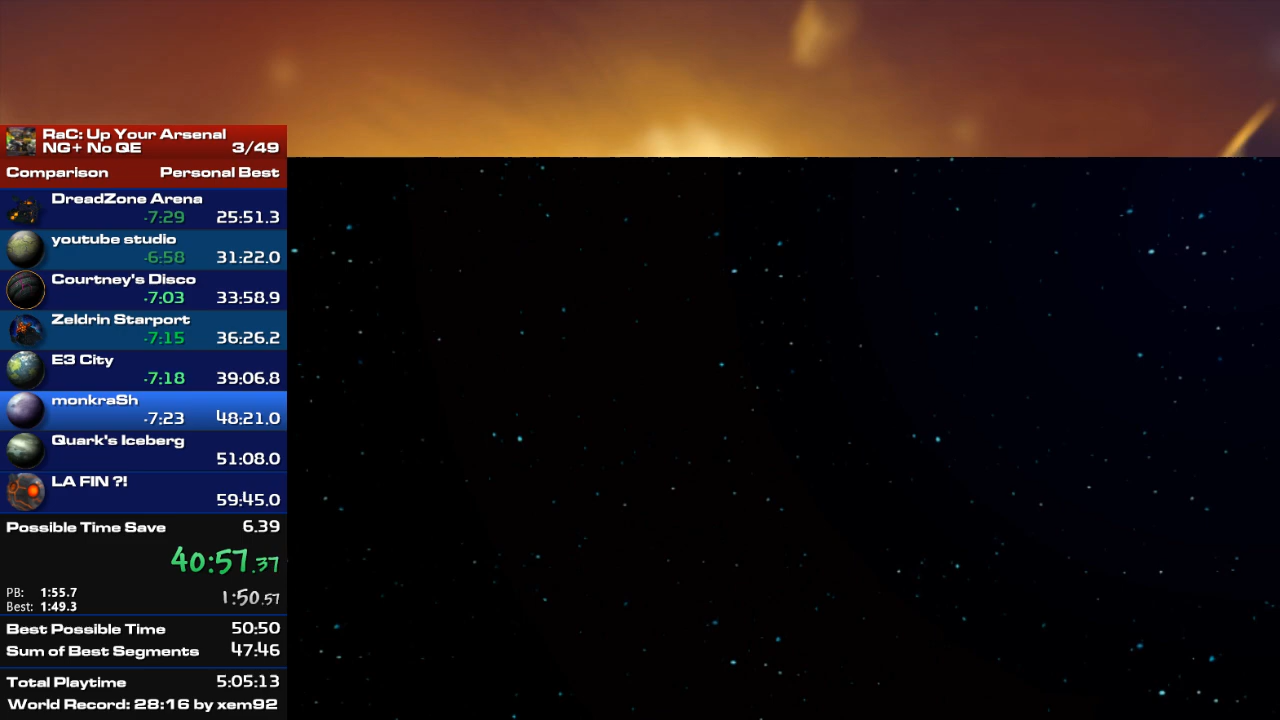 RaC: Up Your Arsenal
NG+ No QE 3/49
Comparison Personal Best
DreadZone Arena
-7:29 25:51.3
youtube studio
-6:58 31:22.0
Courtney's Disco
-7:03 33:58.9
Zeldrin Starport
-7:15 36:26.2
E3 City
-7:18 39:06.8
monkraSh
-7:23 48:21.0
Quark's Iceberg
51:08.0
LA FIN ?!
59:45.0
Possible Time Save 6.39
40:57.37
PB: 1:55.7
Best: 1:49.3
1:50.57
Best Possible Time 50:50
Sum of Best Segments 47:46
Total Playtime 5:05:13
World Record: 28:16 by xem92